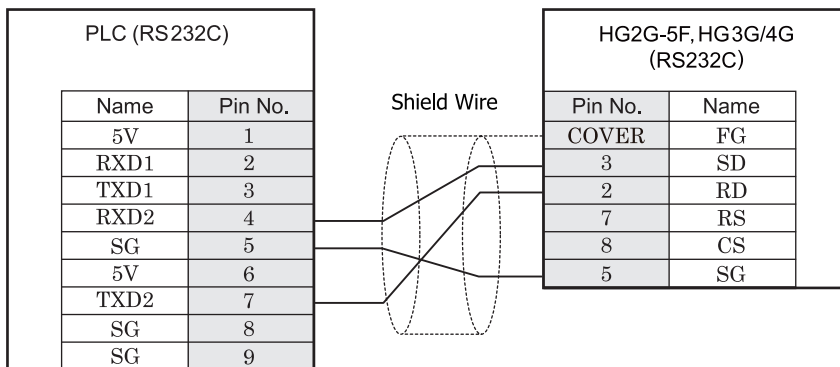 PLC (RS232C)
Name Pin No.
5V 1
RXD1 2
TXD1 3
RXD2 4
SG 5
5V 6
TXD2 7
SG 8
SG 9
Shield Wire
HG2G-5F, HG3G/4G
(RS232C)
Pin No. Name
COVER FG
3 SD
2 RD
7 RS
8 CS
5 SG